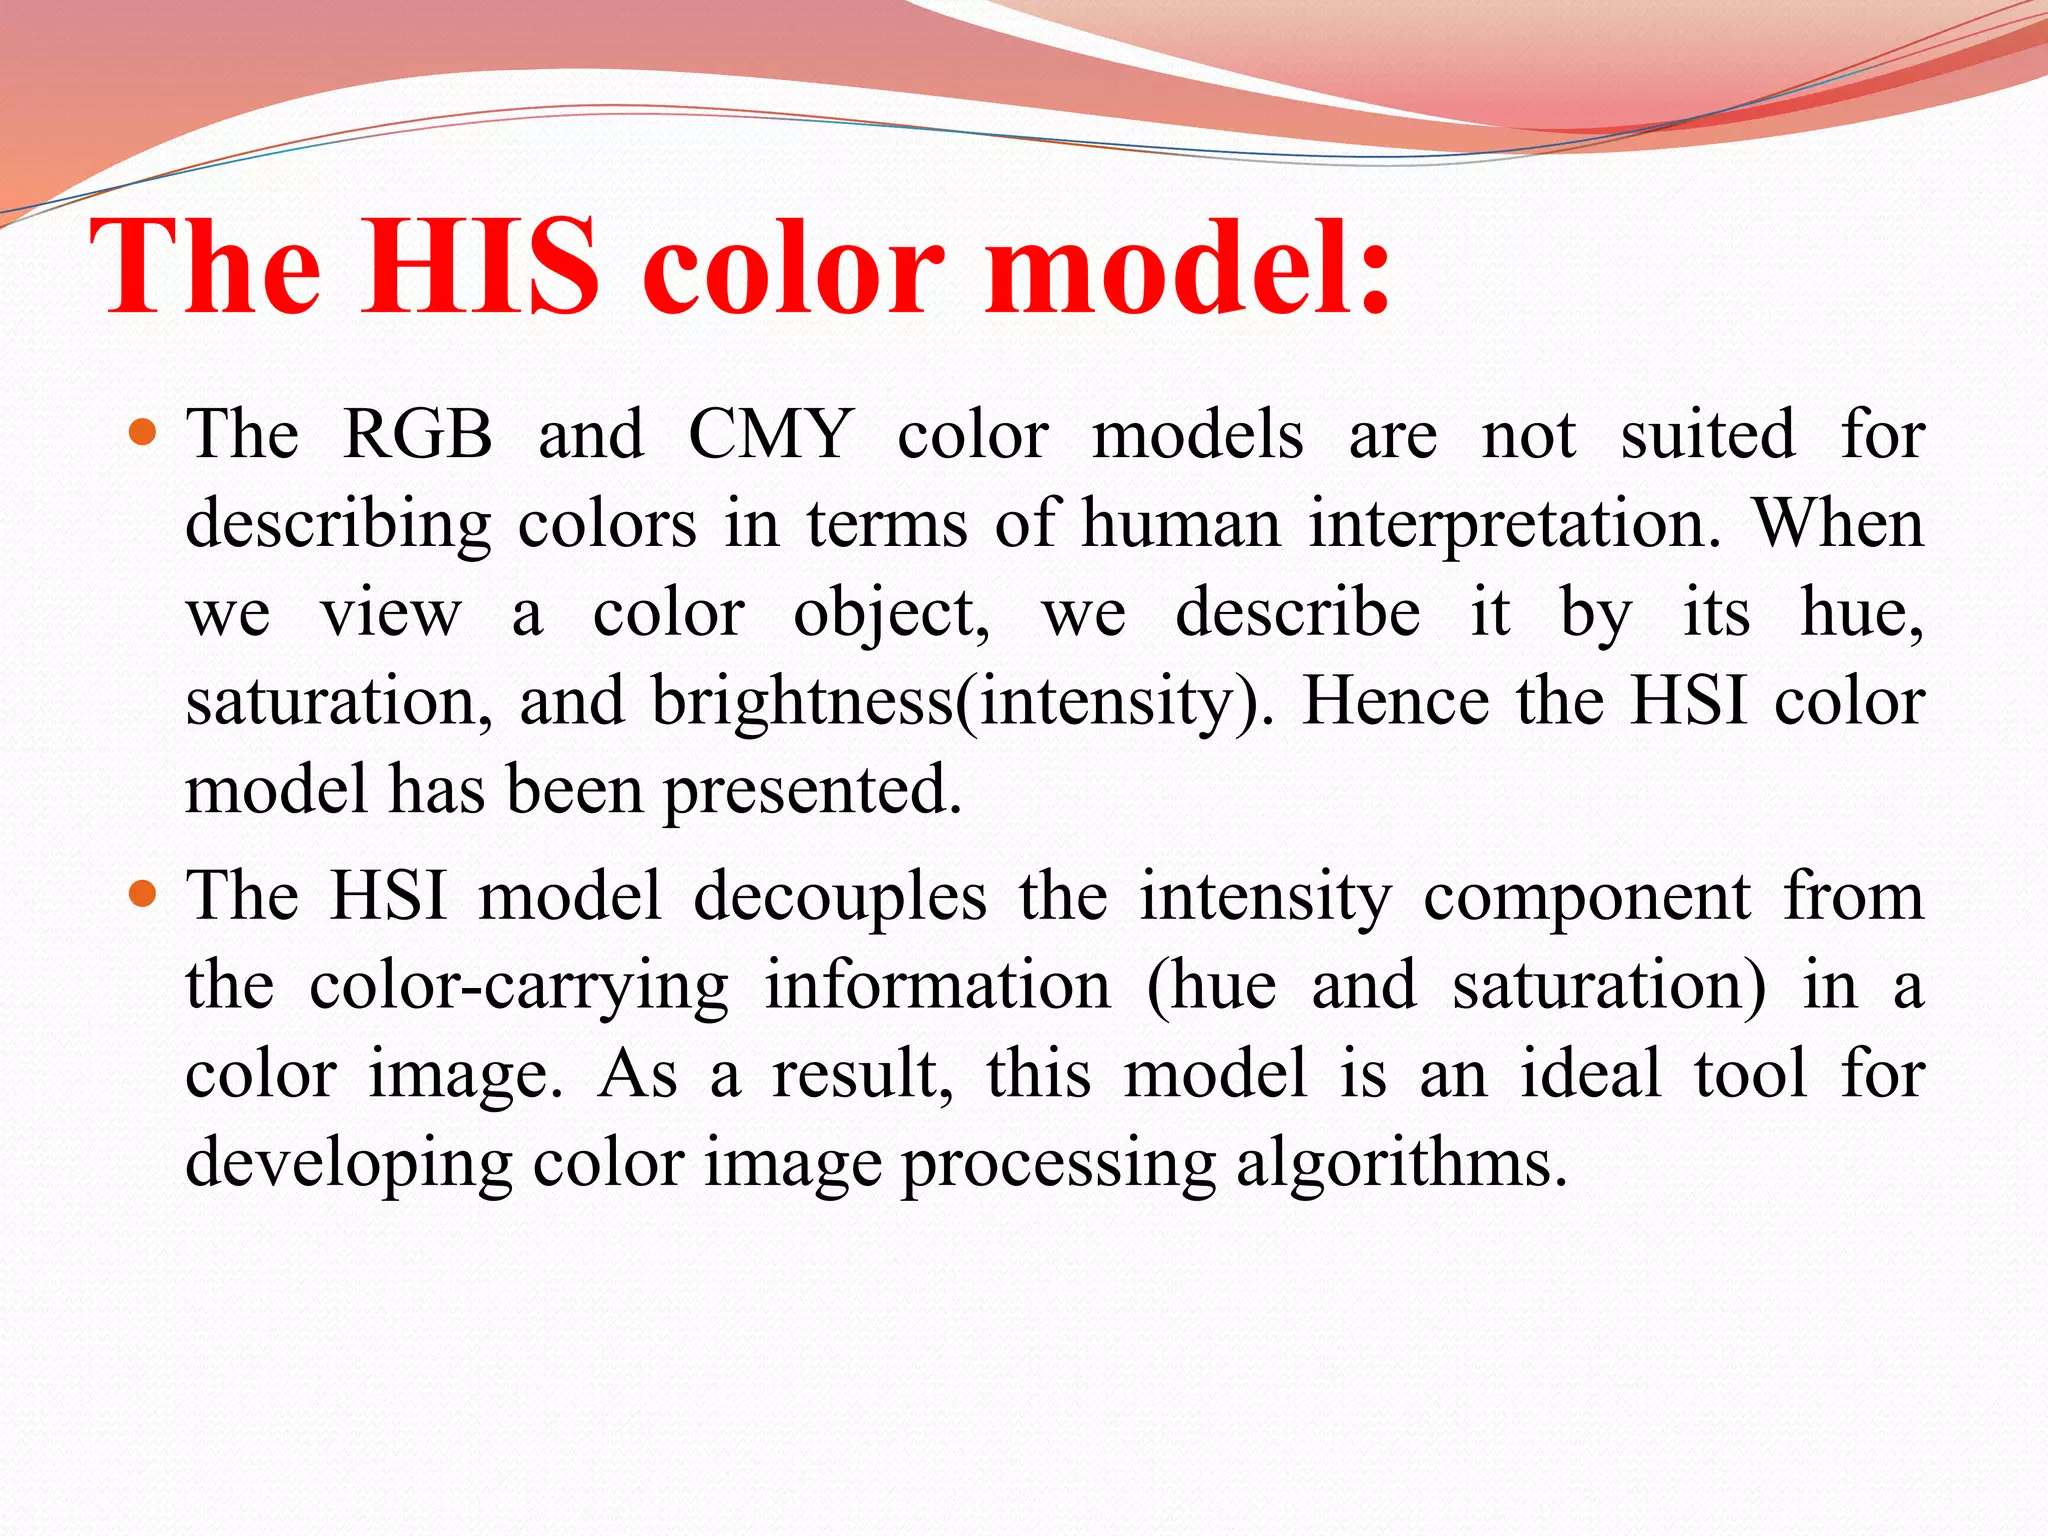 The HIS color model:
• The RGB and CMY color models are not suited for
describing colors in terms of human interpretation. When
we view a color object, we describe it by its hue,
saturation, and brightness(intensity). Hence the HSI color
model has been presented.
• The HSI model decouples the intensity component from
the color-carrying information (hue and saturation) in a
color image. As a result, this model is an ideal tool for
developing color image processing algorithms.